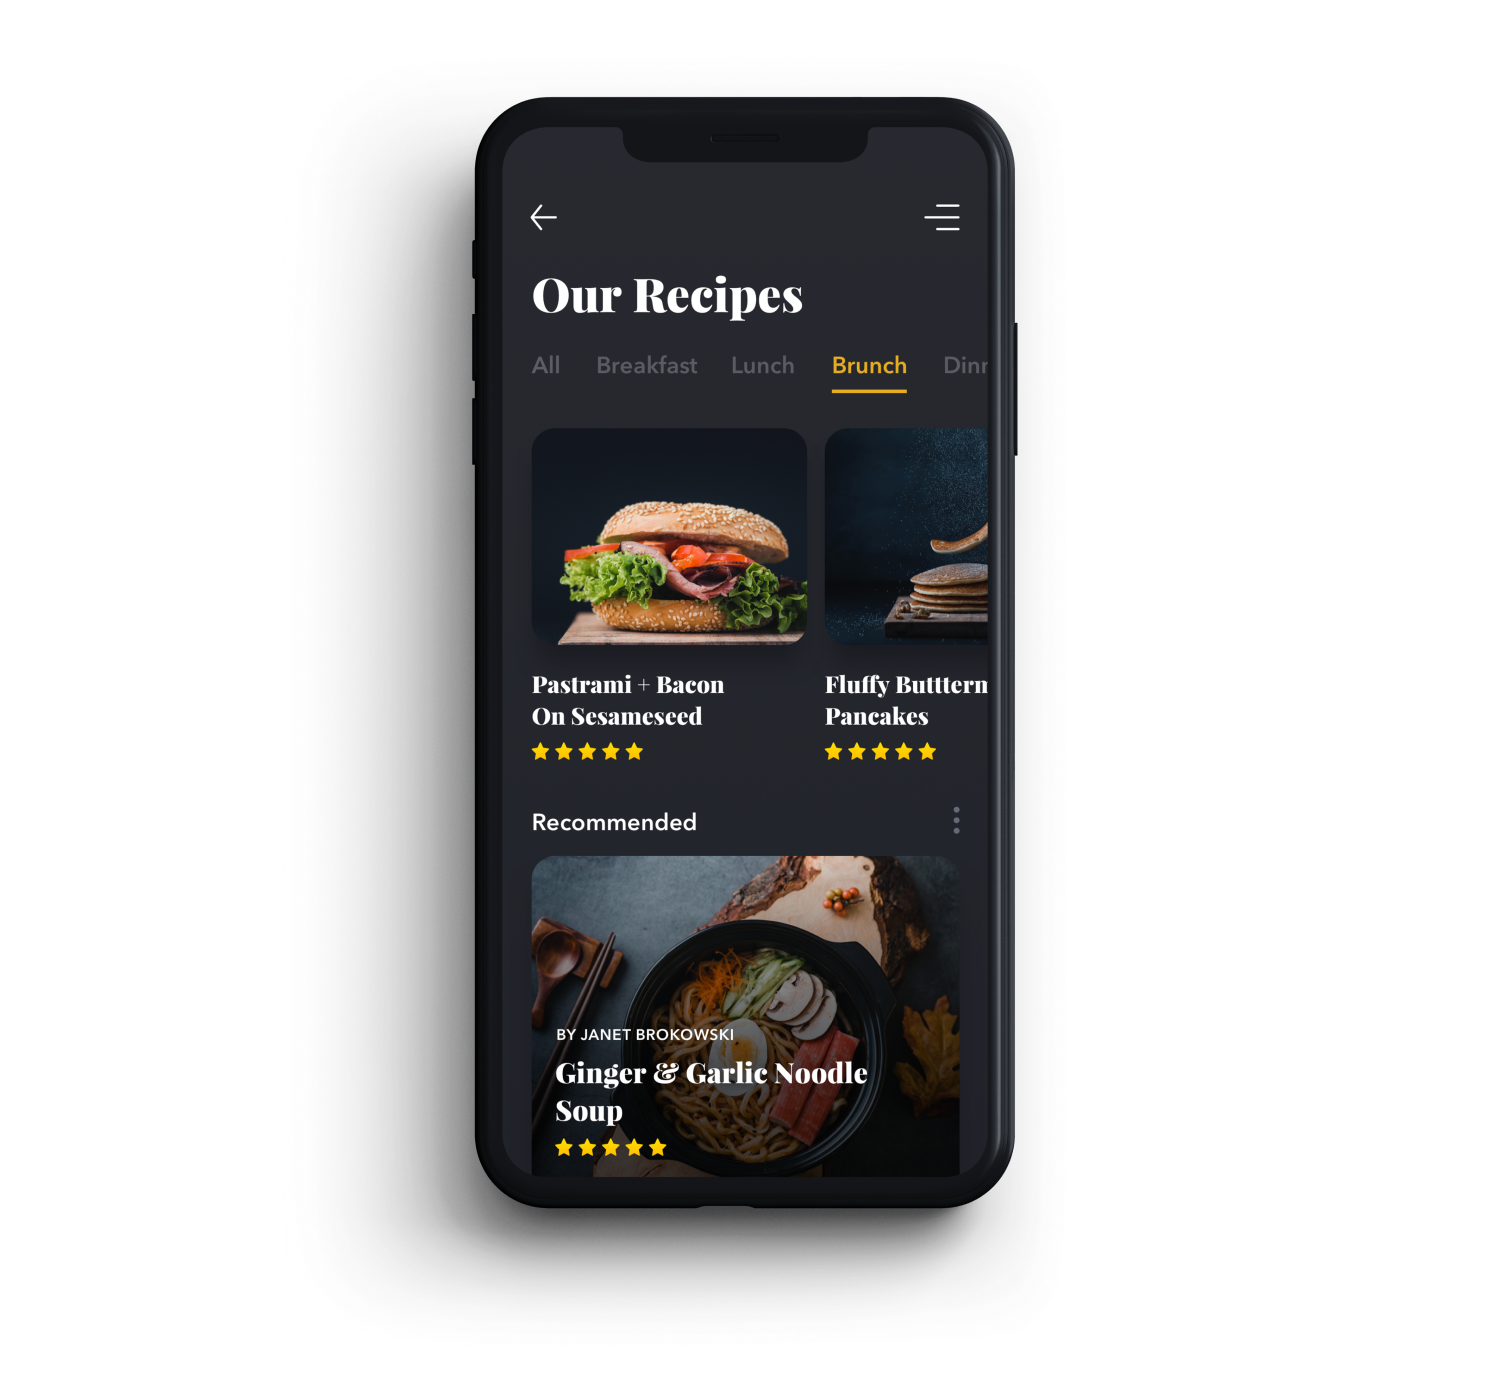 Our Recipes
All Breakfast Lunch Brunch Dinr
Pastrami + Bacon
On Sesameseed
Fluffy Buttterm
Pancakes
Recommended
BY JANET BROKOWSKI
Ginger & Garlic Noodle
Soup